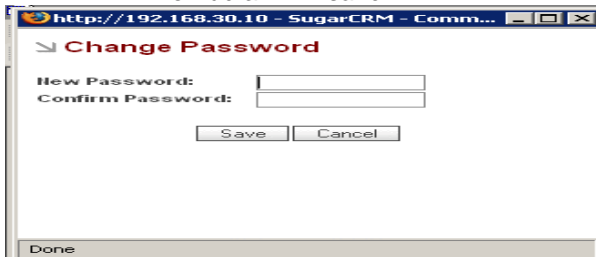 http://192.168.30.10 - SugarCRM - Comm...
Change Password
New Password:
Confirm Password:
Save Cancel
Done